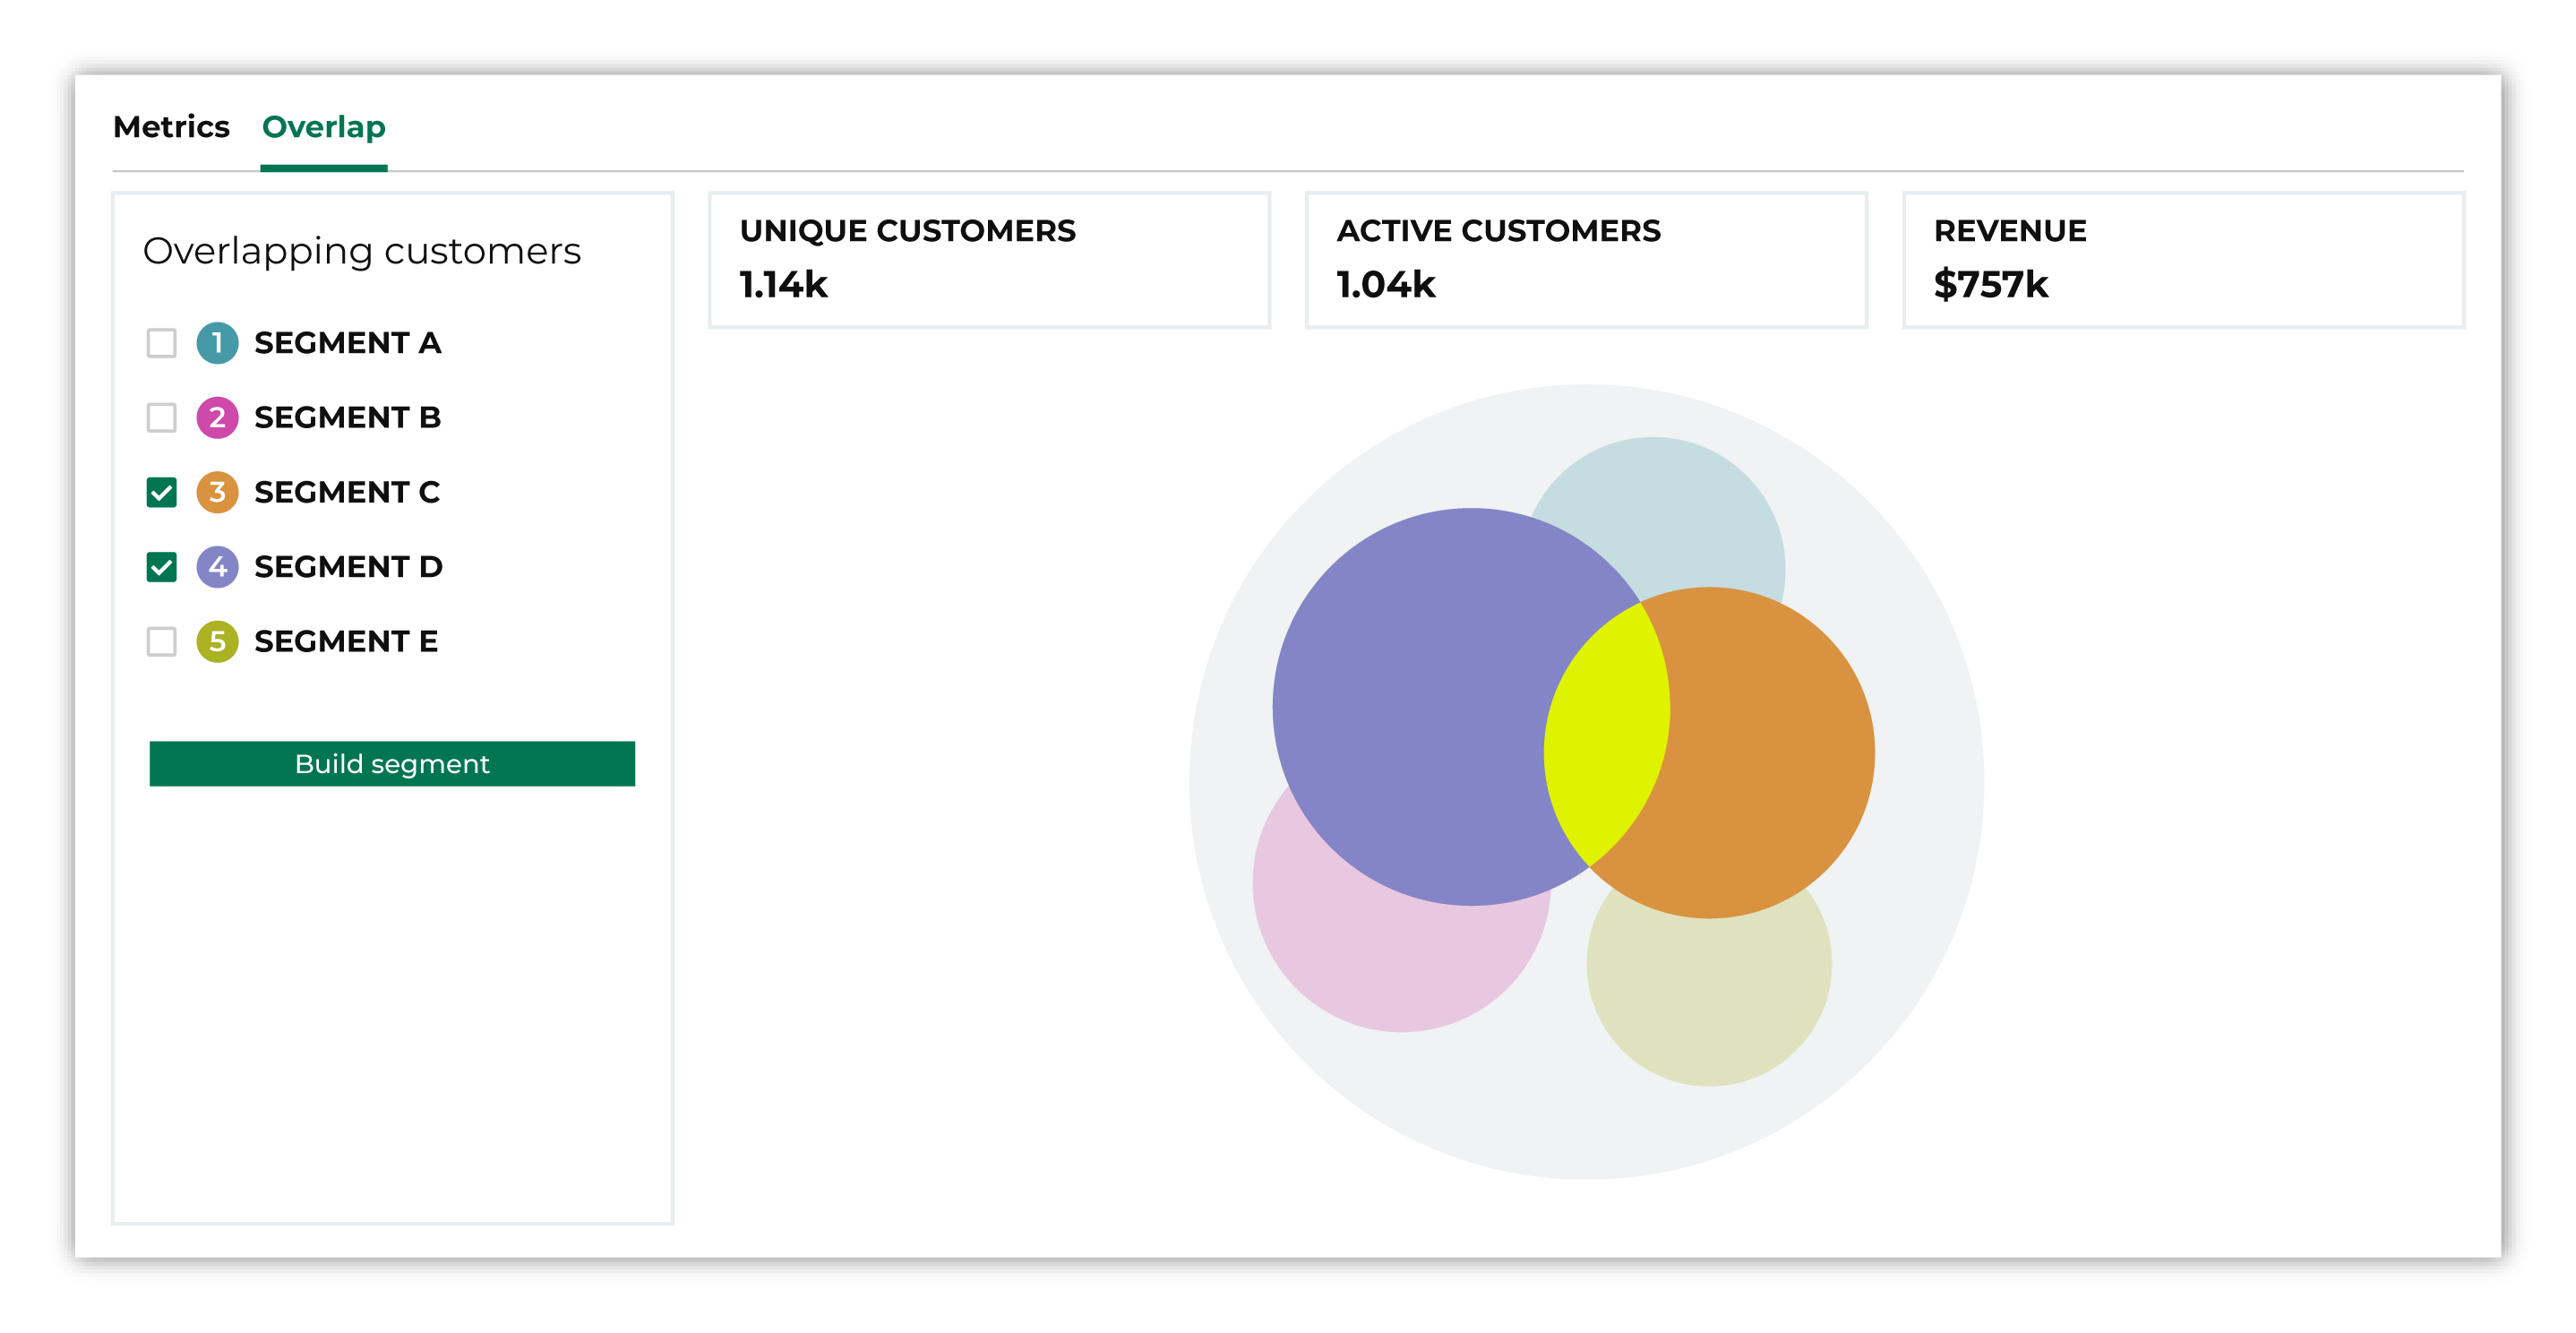 Metrics Overlap
Overlapping customers
1 SEGMENT A
2 SEGMENT B
3 SEGMENT C
4 SEGMENT D
5 SEGMENT E
Build segment
UNIQUE CUSTOMERS
1.14k
ACTIVE CUSTOMERS
1.04k
REVENUE
$757k